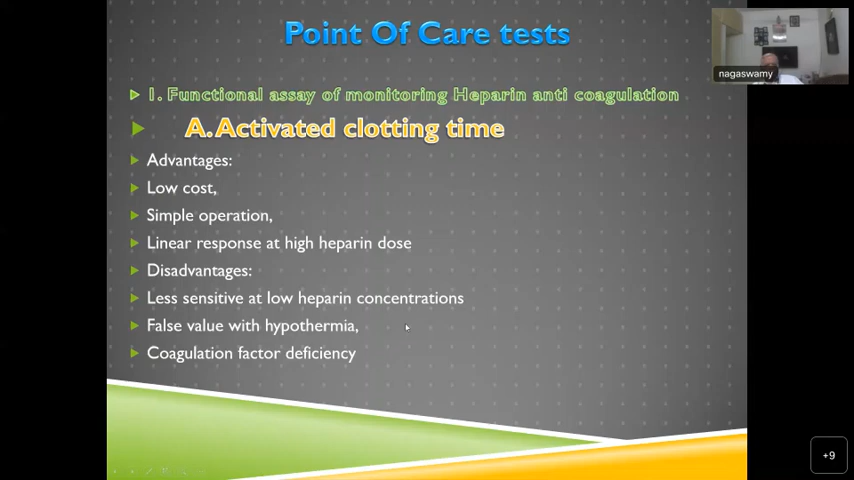 Point Of Care tests
nagaswamy
1. Functional assay of monitoring Heparin anti coagulation
A. Activated clotting time
Advantages:
Low cost,
Simple operation,
Linear response at high heparin dose
Disadvantages:
Less sensitive at low heparin concentrations
False value with hypothermia,
Coagulation factor deficiency
+9